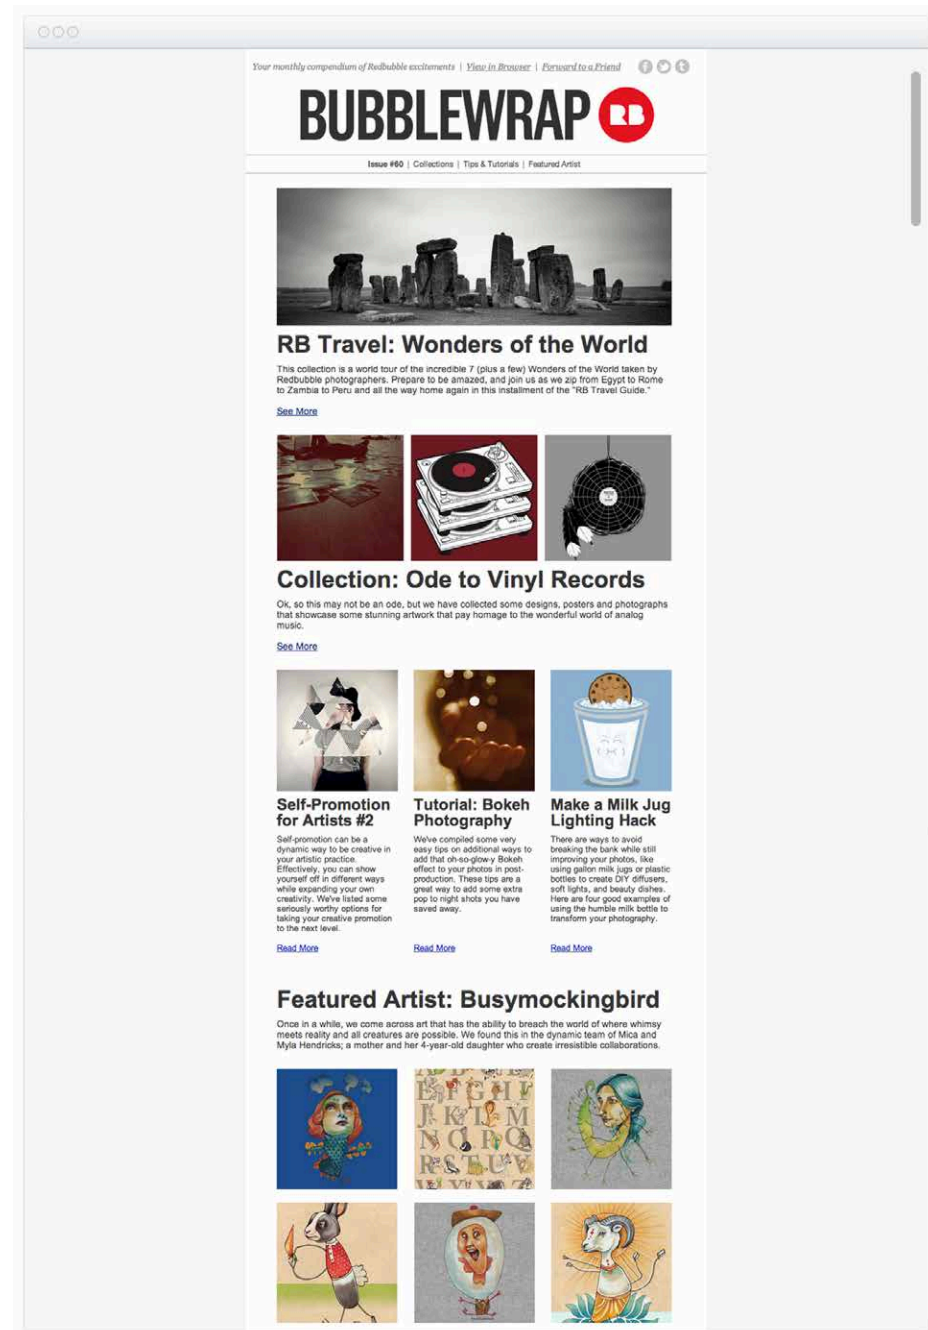 Your monthly compendium of Redbubble excitements | View in Browser | Forward to a Friend
BUBBLEWRAP RB
Issue #60 | Collections | Tips & Tutorials | Featured Artist
RB Travel: Wonders of the World
This collection is a world tour of the incredible 7 (plus a few) Wonders of the World taken by
Redbubble photographers. Prepare to be amazed, and join us as we zip from Egypt to Rome
to Zambia to Peru and all the way home again in this installment of the "RB Travel Guide."
See More
Collection: Ode to Vinyl Records
Ok, so this may not be an ode, but we have collected some designs, posters and photographs
that showcase some stunning artwork that pay homage to the wonderful world of analog
music.
See More
Self-Promotion
for Artists #2
Self-promotion can be a
dynamic way to be creative in
your artistic practice.
Effectively, you can show
yourself off in different ways
while expanding your own
creativity. We've listed some
seriously worthy options for
taking your creative promotion
to the next level.
Read More
Tutorial: Bokeh
Photography
We've compiled some very
easy tips on additional ways to
add that oh-so-glow-y Bokeh
effect to your photos in post-
production. These tips are a
great way to add some extra
pop to night shots you have
saved away.
Read More
Make a Milk Jug
Lighting Hack
There are ways to avoid
breaking the bank while still
improving your photos, like
using gallon milk jugs or plastic
bottles to create DIY diffusers,
soft lights, and beauty dishes.
Here are four good examples of
using the humble milk bottle to
transform your photography.
Read More
Featured Artist: Busymockingbird
Once in a while, we come across art that has the ability to breach the world of where whimsy
meets reality and all creatures are possible. We found this in the dynamic team of Mica and
Myla Hendricks; a mother and her 4-year-old daughter who create irresistible collaborations.
E F G H I
J K L M
N O P Q
R S T U V
W X Y Z